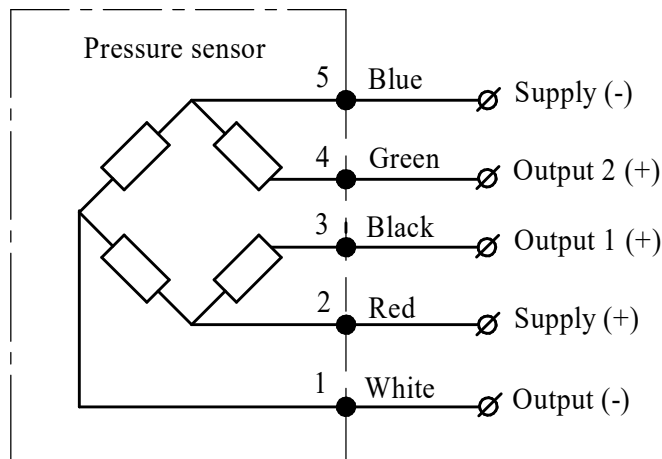 Pressure sensor
5 Blue Supply (-)
4 Green Output 2 (+)
3 Black Output 1 (+)
2 Red Supply (+)
1 White Output (-)